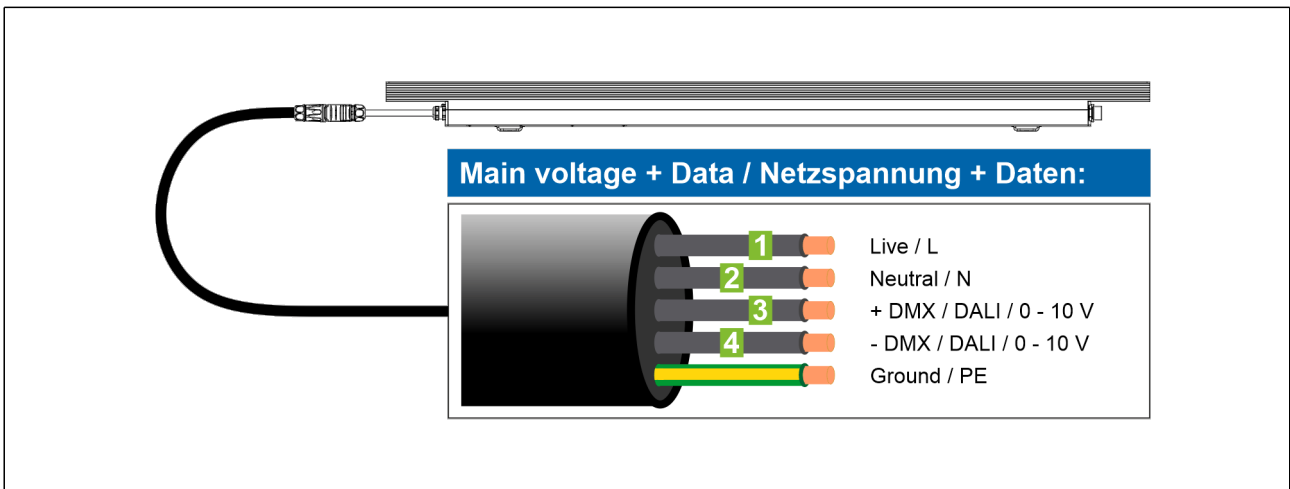 Main voltage + Data / Netzspannung + Daten:
1 Live / L
2 Neutral / N
3 + DMX / DALI / 0 - 10 V
4 - DMX / DALI / 0 - 10 V
Ground / PE